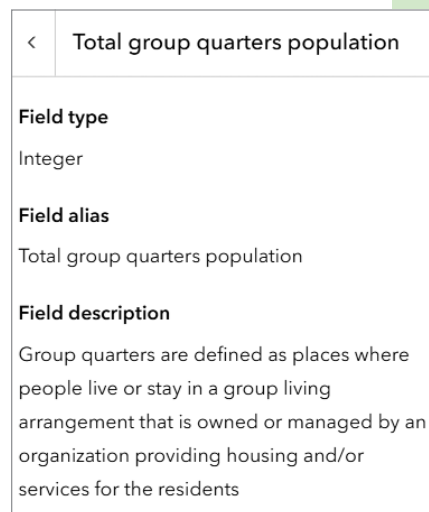 Total group quarters population
Field type
Integer
Field alias
Total group quarters population
Field description
Group quarters are defined as places where
people live or stay in a group living
arrangement that is owned or managed by an
organization providing housing and/or
services for the residents